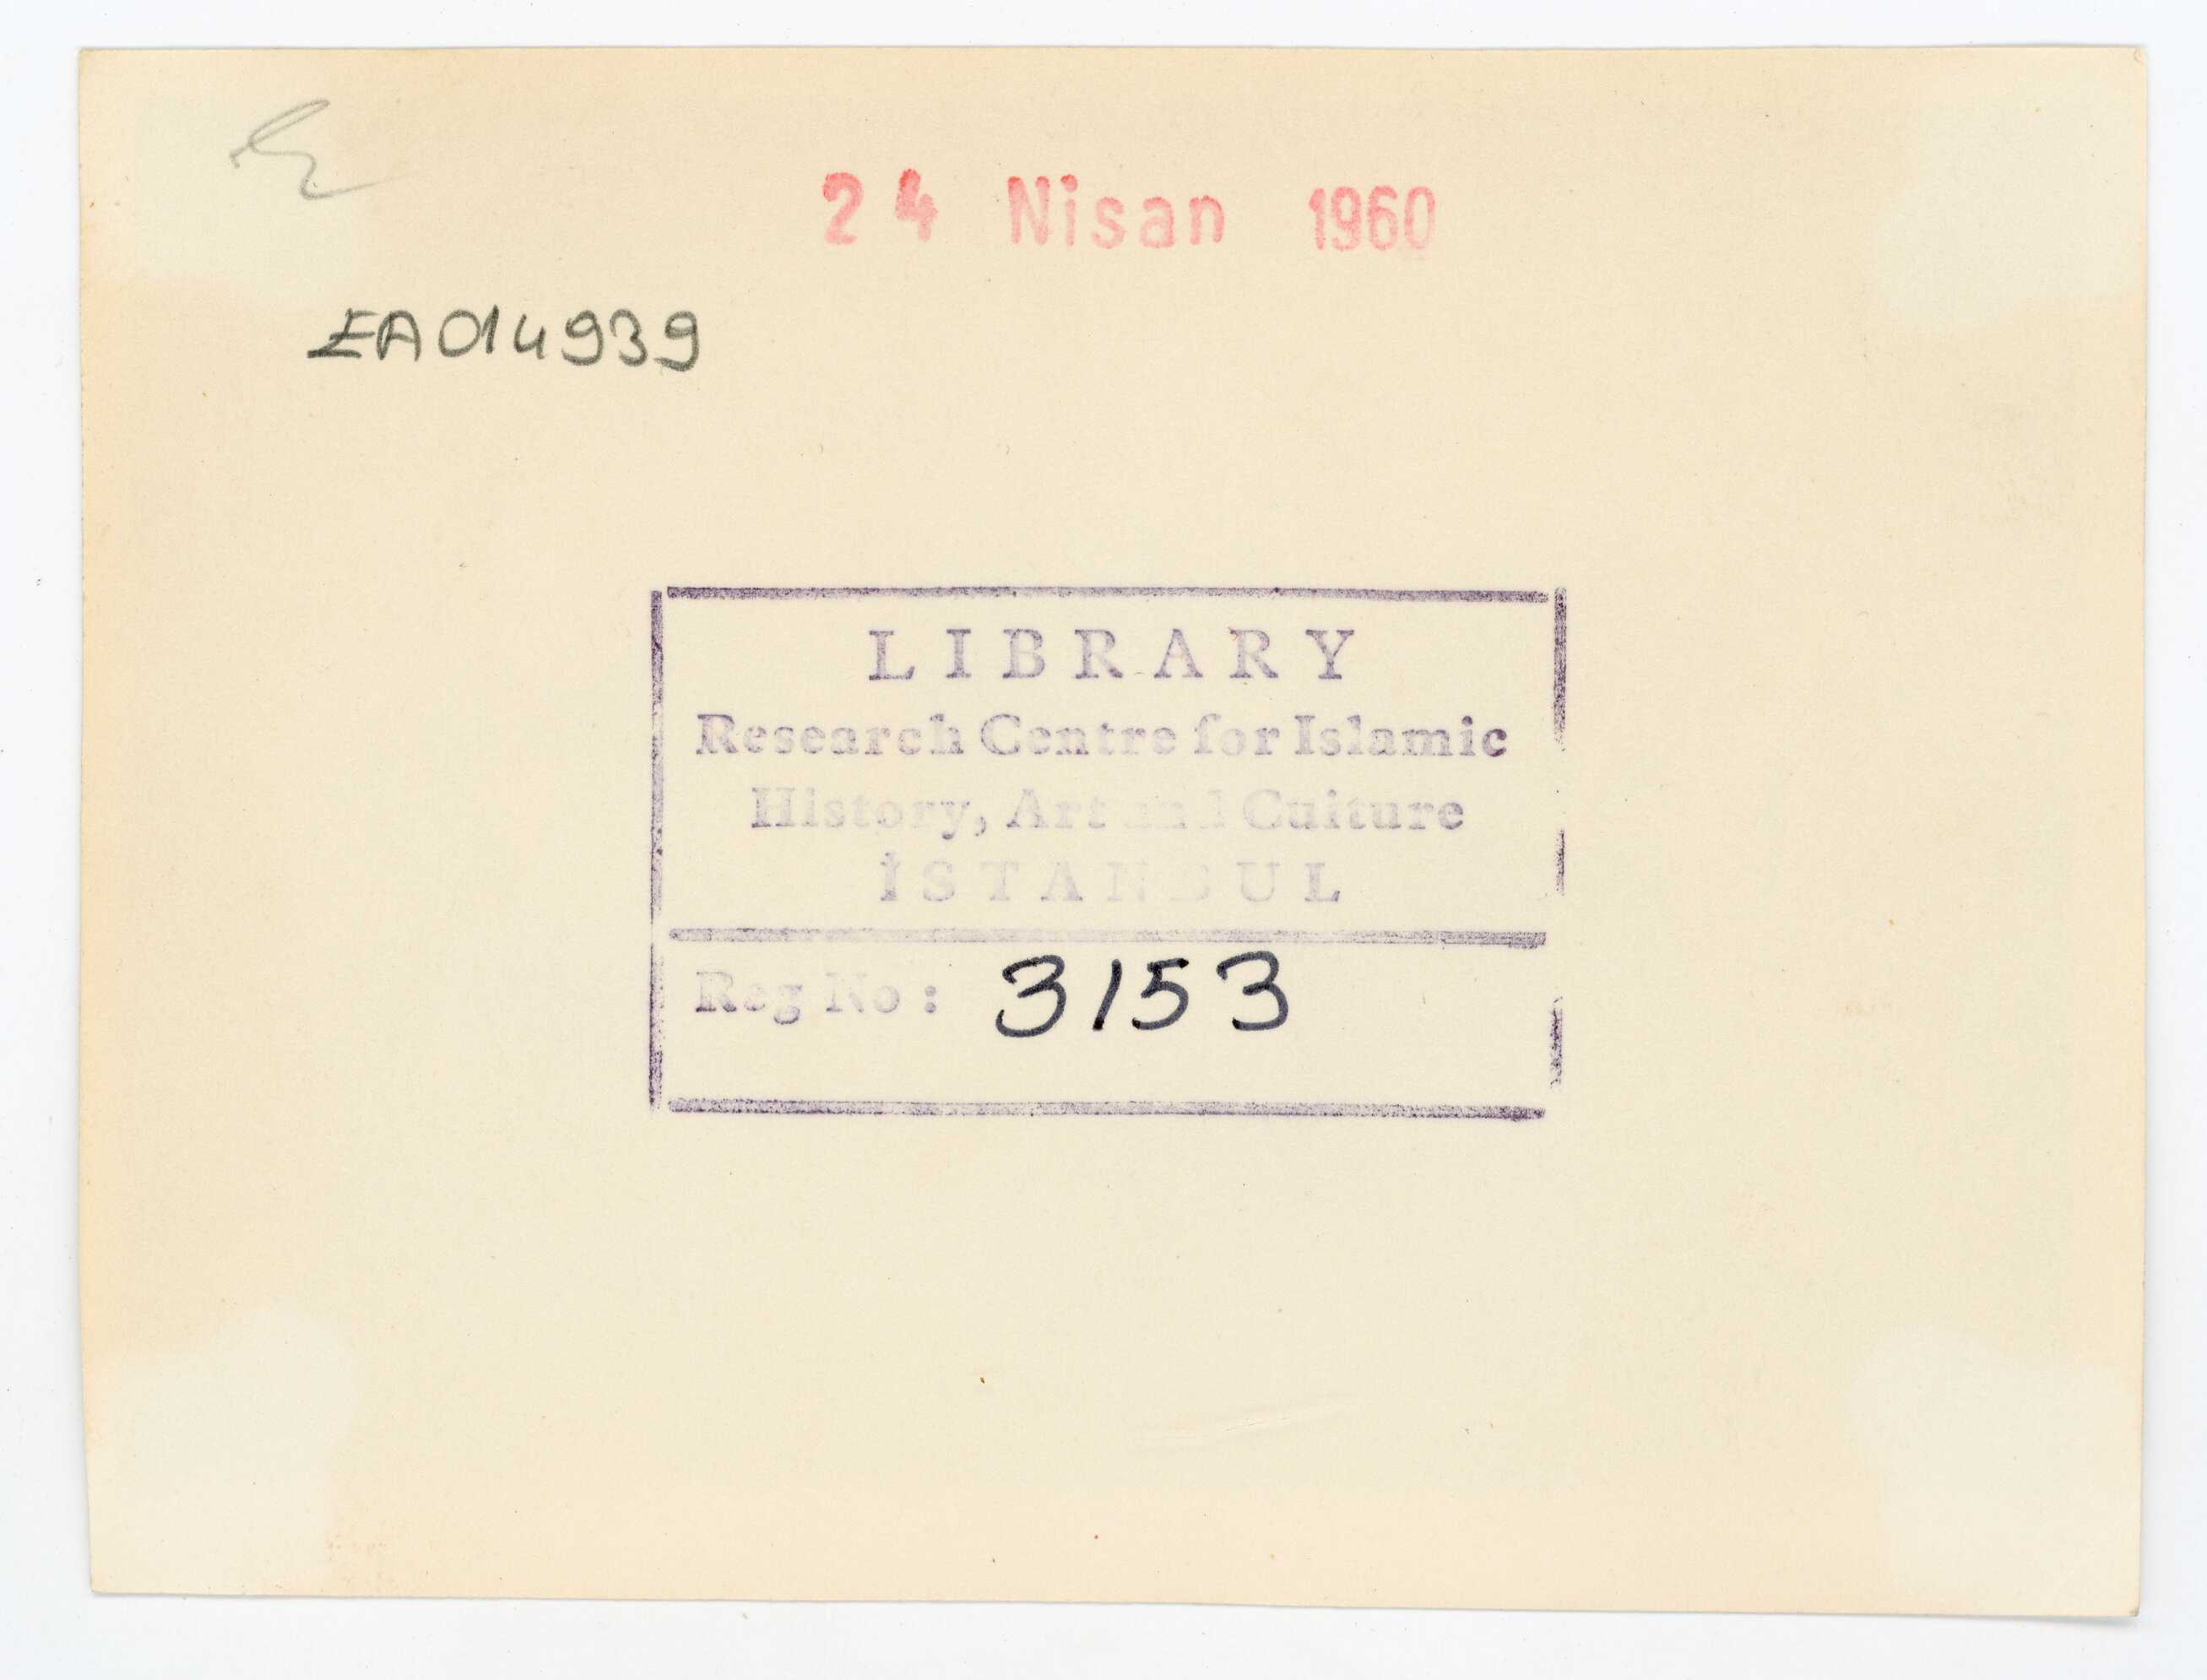 24 Nisan 1960
EA014939
LIBRARY
Research Centre for Islamic
History, Art and Culture
İSTANBUL
Reg No: 3153